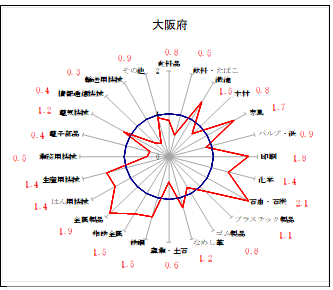 大阪府
食料品
0.8
飲料・たばこ
0.5
繊維
1.5
木材
0.8
家具
1.7
パルプ・紙
0.9
印刷
1.8
化学
1.4
石油・石炭
2.1
プラスチック製品
1.1
ゴム製品
0.8
なめし革
1.2
窯業・土石
0.6
鉄鋼
1.5
非鉄金属
1.5
金属製品
1.9
はん用機械
1.4
生産用機械
1.4
業務用機械
0.5
電子部品
0.4
電気機械
1.2
情報通信機械
0.4
輸送用機械
0.3
その他
0.9
2
1
0